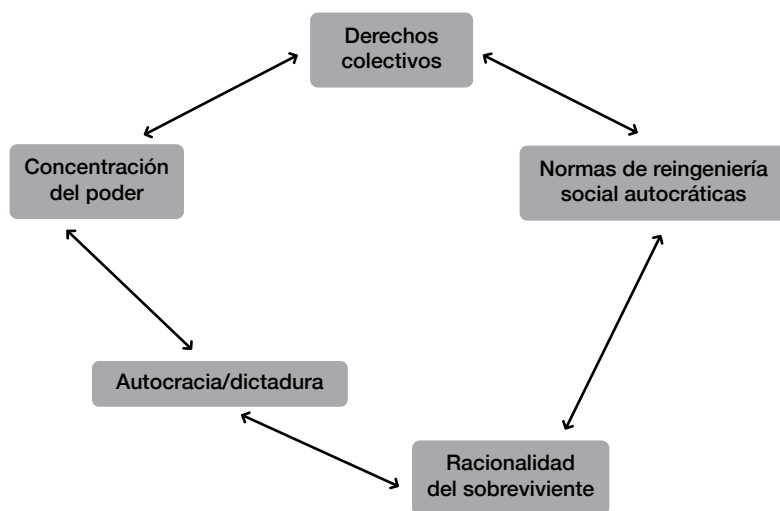 Derechos
colectivos
Concentración
del poder
Normas de reingeniería
social autocráticas
Autocracia/dictadura
Racionalidad
del sobreviviente